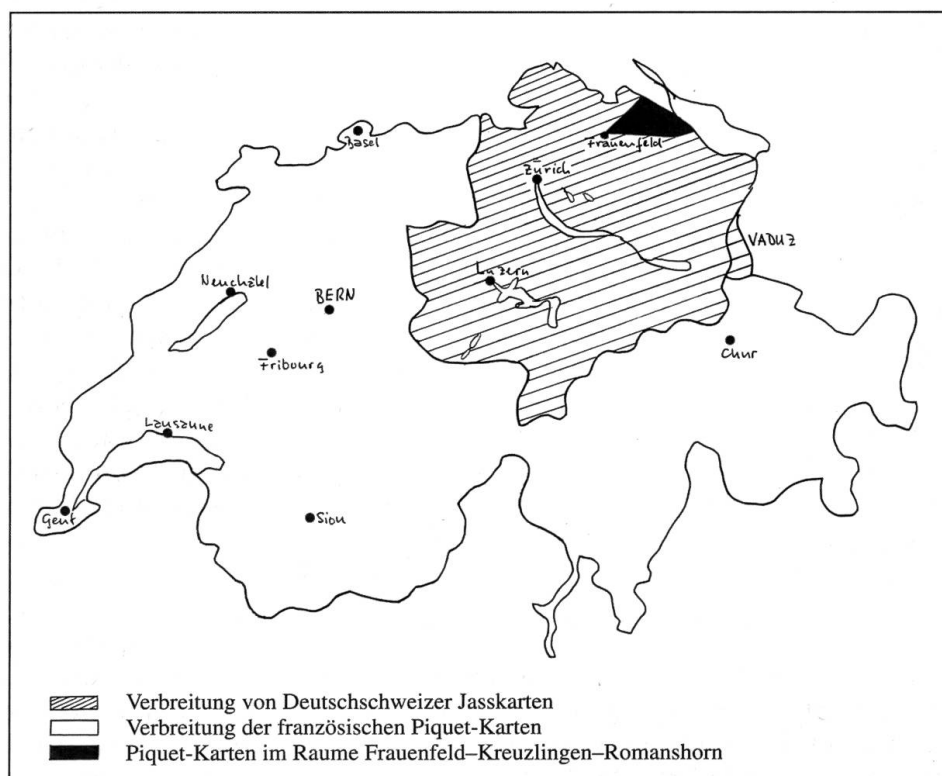 Basel
Frauenfeld
Zürich
VADUZ
Luzern
Neuchâtel
BERN
Chur
Fribourg
Lausanne
Genf
Sion
Verbreitung von Deutschschweizer Jasskarten
Verbreitung der französischen Piquet-Karten
Piquet-Karten im Raume Frauenfeld–Kreuzlingen–Romanshorn